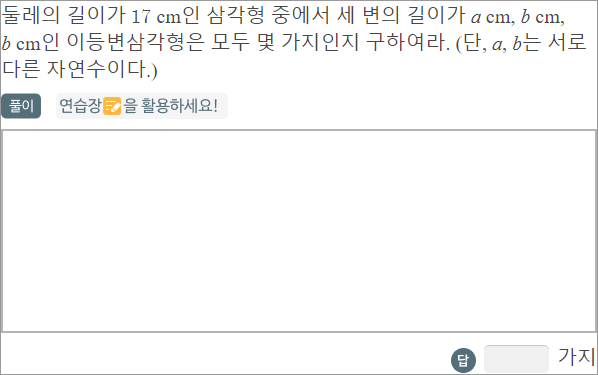 둘레의 길이가 17 cm인 삼각형 중에서 세 변의 길이가 a cm, b cm,
b cm인 이등변삼각형은 모두 몇 가지인지 구하여라. (단, a, b는 서로
다른 자연수이다.)
풀이 연습장을 활용하세요!
답 가지